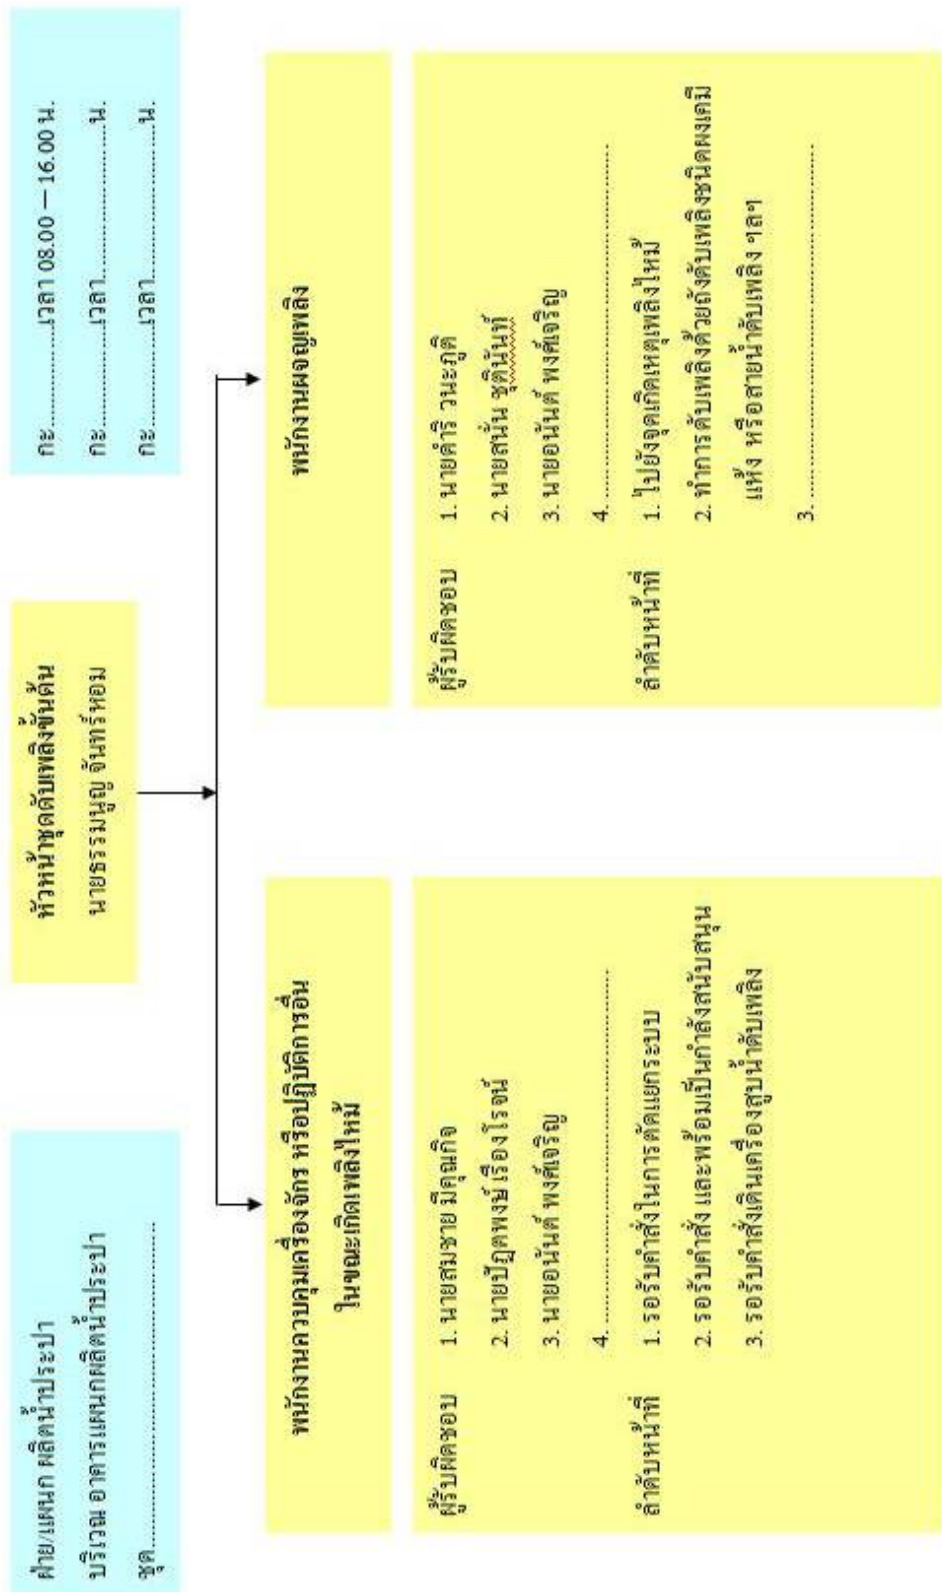 ฝ่าย/แผนก ผลิตน้ำประปา
บริเวณ อาคารแผนกผลิตน้ำประปา
ชุด..............................................................
หัวหน้าชุดดับเพลิงขั้นต้น
นายธรรมนูญ จันทร์หอม
กะ....................เวลา 08.00 – 16.00 น.
กะ....................เวลา..............................น.
กะ....................เวลา..............................น.
พนักงานควบคุมเครื่องจักร หรือปฏิบัติการอื่น
ในขณะเกิดเพลิงไหม้
ผู้รับผิดชอบ 1. นายสมชาย มีคุณกิจ
2. นายปัฏตพงษ์ เรืองโรจน์
3. นายอนันต์ พงศ์เจริญ
4. ..............................................................
ลำดับหน้าที่ 1. รอรับคำสั่งในการตัดแยกระบบ
2. รอรับคำสั่ง และพร้อมเป็นกำลังสนับสนุน
3. รอรับคำสั่งเดินเครื่องสูบน้ำดับเพลิง
พนักงานผจญเพลิง
ผู้รับผิดชอบ 1. นายดำริ วนะภูติ
2. นายสนั่น ชุตินันท์
3. นายอนันต์ พงศ์เจริญ
4. ..............................................................
ลำดับหน้าที่ 1. ไปยังจุดเกิดเหตุเพลิงไหม้
2. ทำการดับเพลิงด้วยถังดับเพลิงชนิดผงเคมี
แห้ง หรือสายน้ำดับเพลิง ฯลฯ
3. ..............................................................